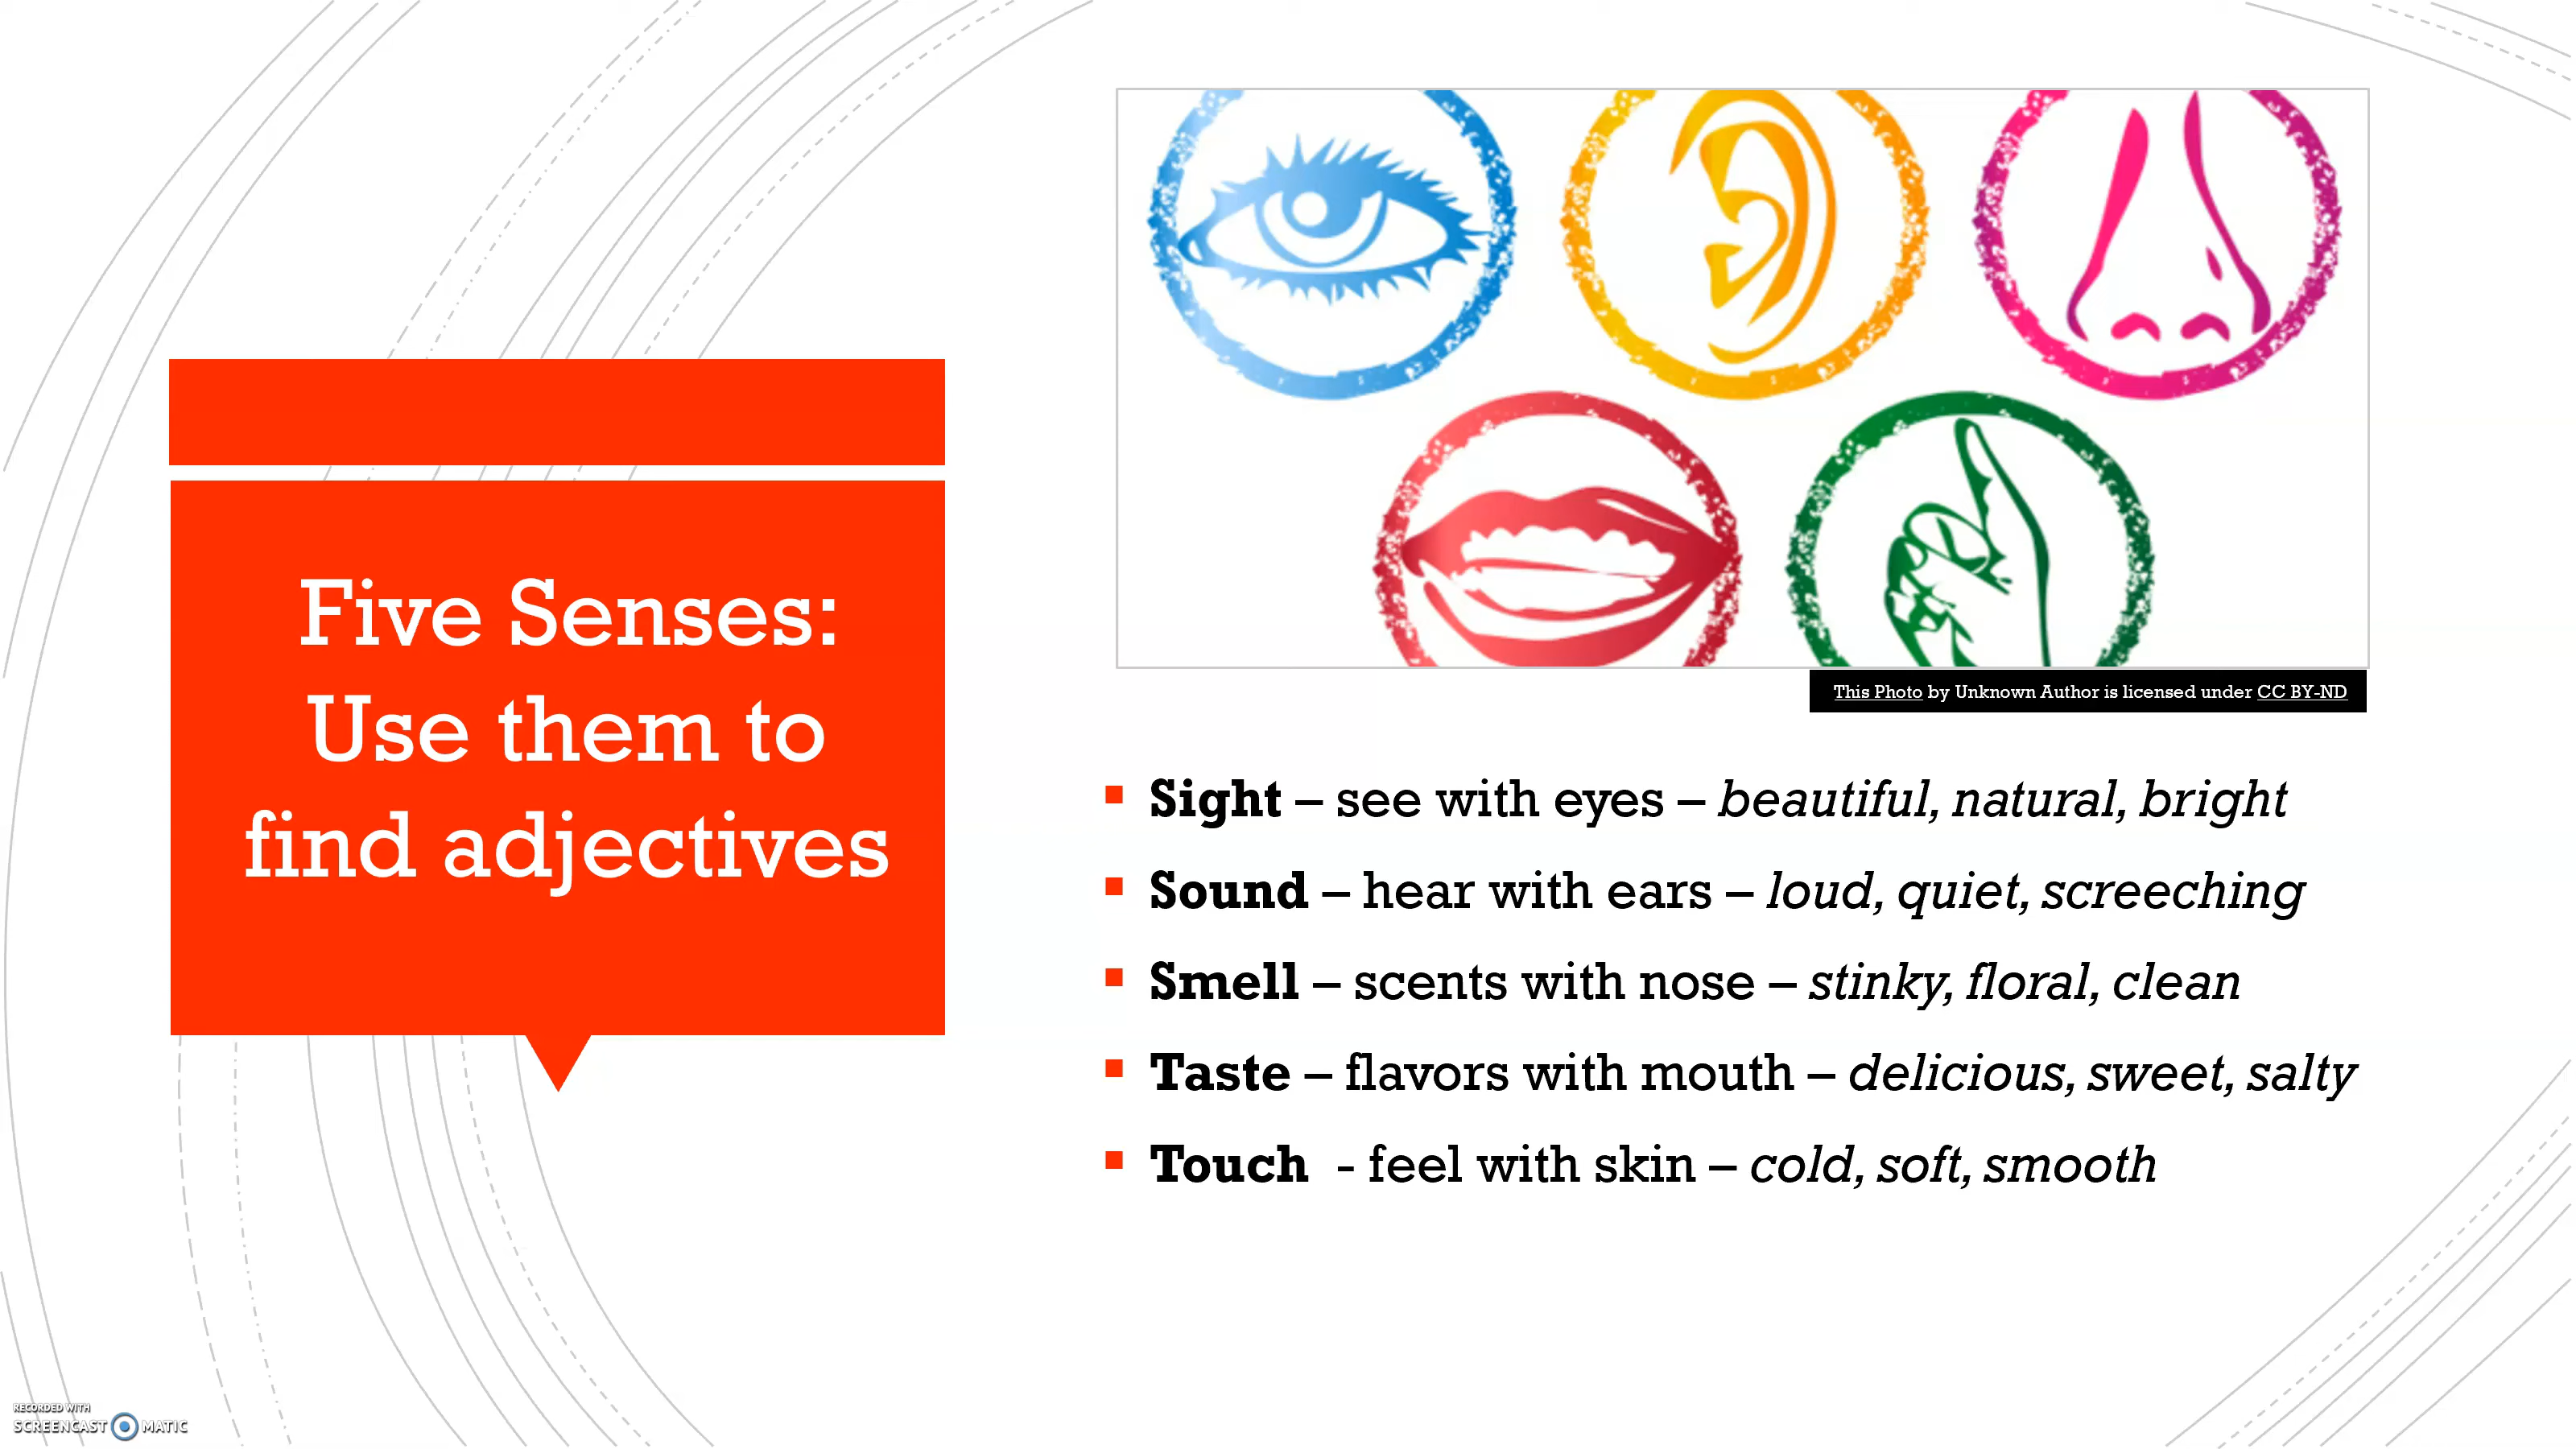 Five Senses:
Use them to
find adjectives
This Photo by Unknown Author is licensed under CC BY-ND
▪ Sight – see with eyes – beautiful, natural, bright
▪ Sound – hear with ears – loud, quiet, screeching
▪ Smell – scents with nose – stinky, floral, clean
▪ Taste – flavors with mouth – delicious, sweet, salty
▪ Touch  - feel with skin – cold, soft, smooth
RECORDED WITH
SCREENCAST MATIC